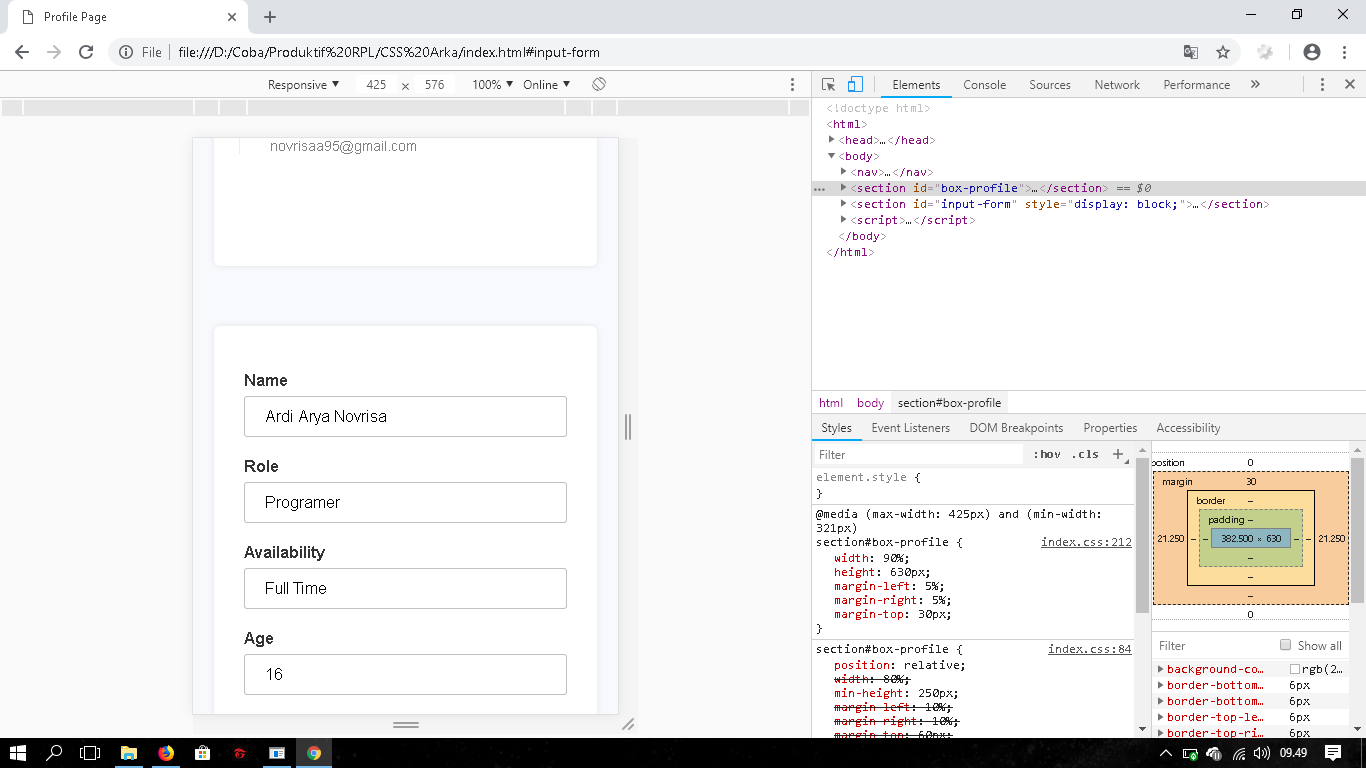 Profile Page
File file:///D:/Coba/Produktif%20RPL/CSS%20Arka/index.html#input-form
Responsive 425 x 576 100% Online
novrisaa95@gmail.com
Name
Ardi Arya Novrisa
Role
Programer
Availability
Full Time
Age
16
Elements Console Sources Network Performance »
<!doctype html>
<html>
<head>…</head>
<body>
<nav>…</nav>
<section id="box-profile">…</section> == $0
<section id="input-form" style="display: block;">…</section>
<script>…</script>
</body>
</html>
html body section#box-profile
Styles Event Listeners DOM Breakpoints Properties Accessibility
Filter :hov .cls +
element.style {
}
@media (max-width: 425px) and (min-width: 321px)
section#box-profile { index.css:212
width: 90%;
height: 630px;
margin-left: 5%;
margin-right: 5%;
margin-top: 30px;
}
section#box-profile { index.css:84
position: relative;
width: 80%;
min-height: 250px;
margin-left: 10%;
margin-right: 10%;
margin-top: 60px;
position 0
margin 30
border –
padding –
21.250 – – 382.500 × 630 – – 21.250
–
–
–
0
Filter Show all
background-co… rgb(2…
border-bottom… 6px
border-bottom… 6px
border-top-le… 6px
border-top-ri… 6px
09.49